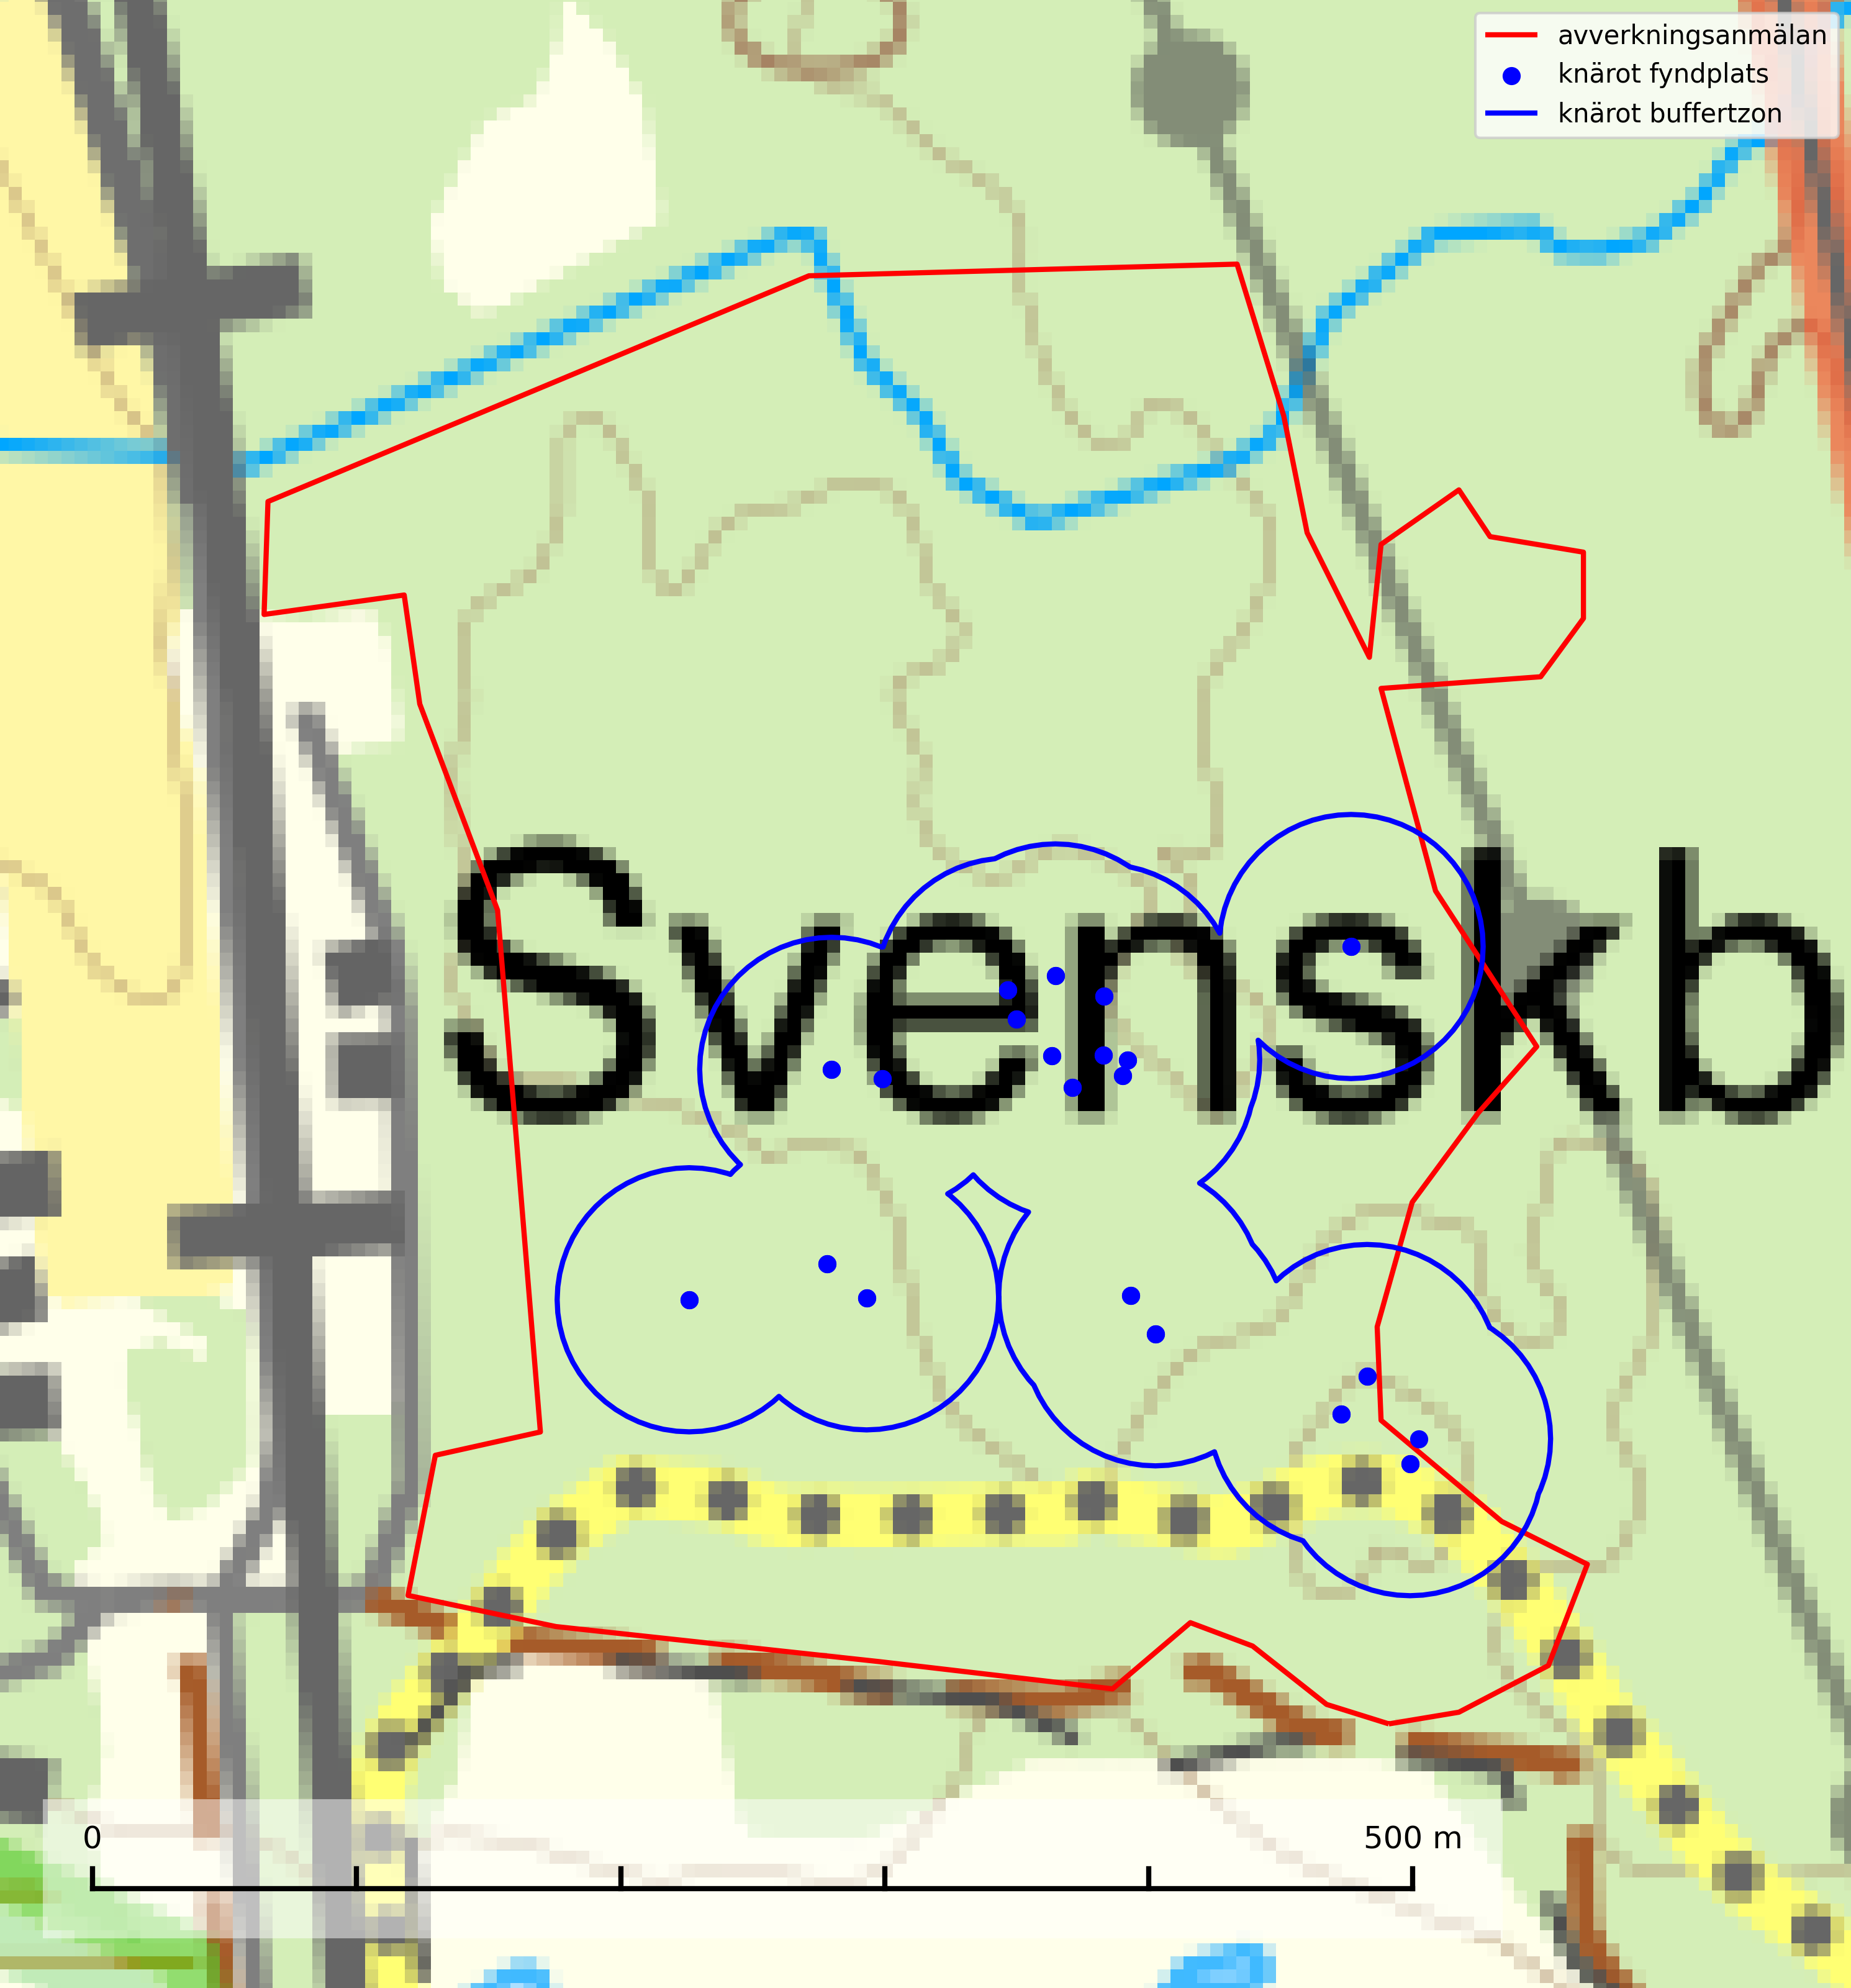 avverkningsanmälan
knärot fyndplats
knärot buffertzon
Svenskb
0 500 m